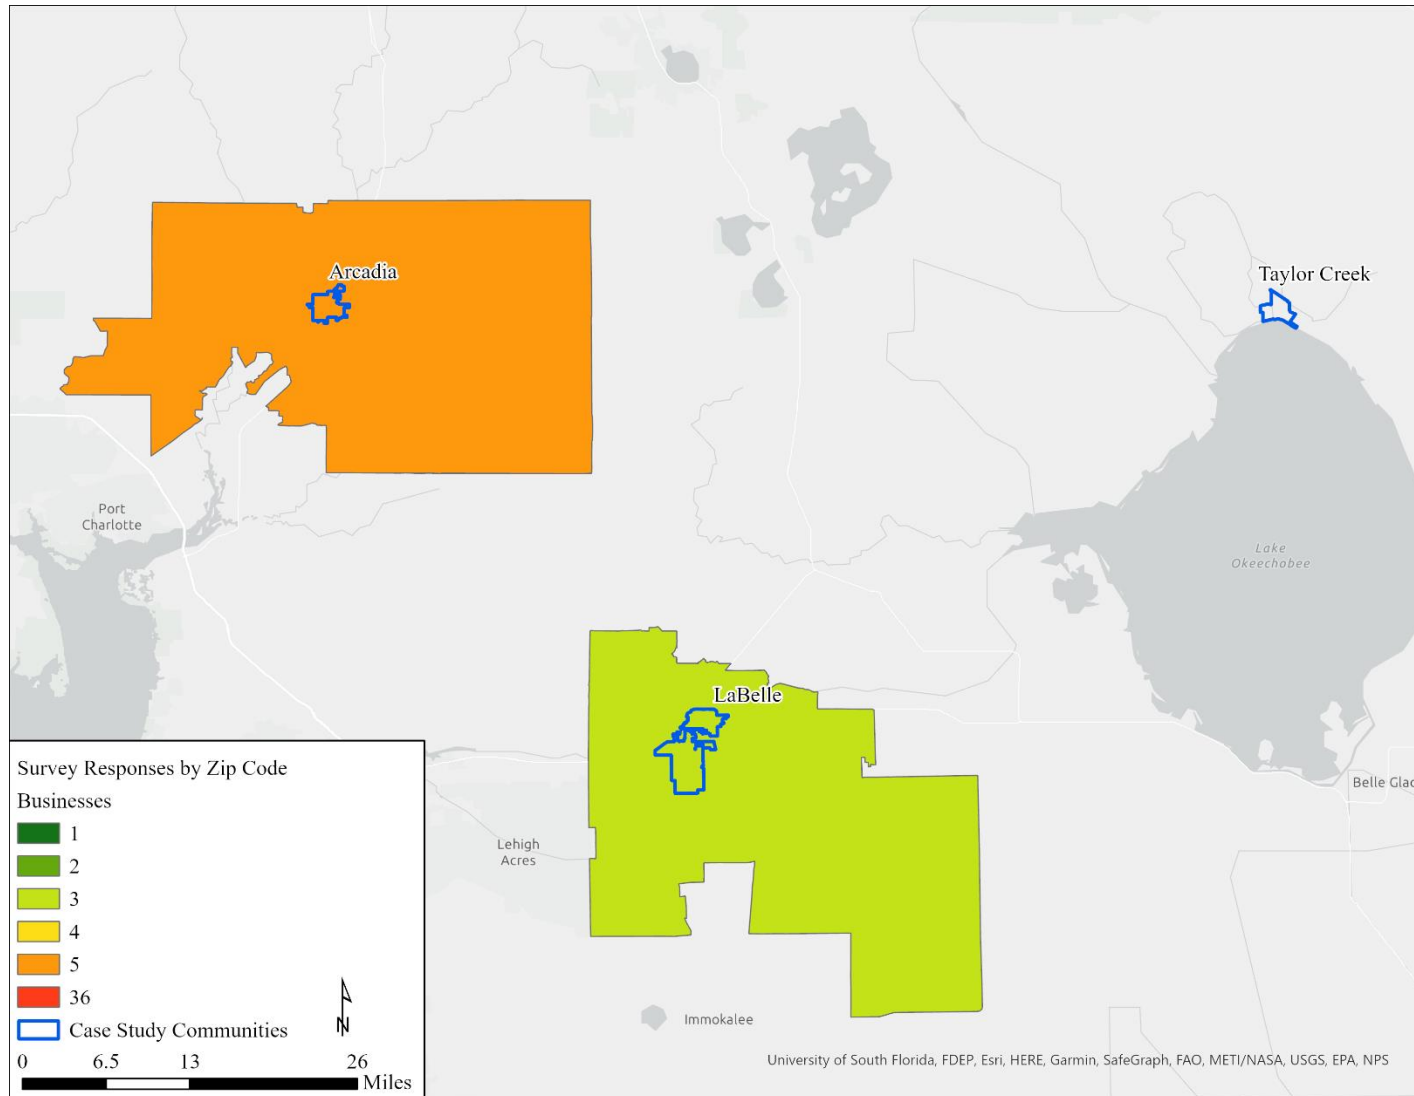 Arcadia
Taylor Creek
Port
Charlotte
Lake
Okeechobee
LaBelle
Belle Glac
Lehigh
Acres
Immokalee
Survey Responses by Zip Code
Businesses
1
2
3
4
5
36
Case Study Communities
N
0 6.5 13 26
Miles
University of South Florida, FDEP, Esri, HERE, Garmin, SafeGraph, FAO, METI/NASA, USGS, EPA, NPS